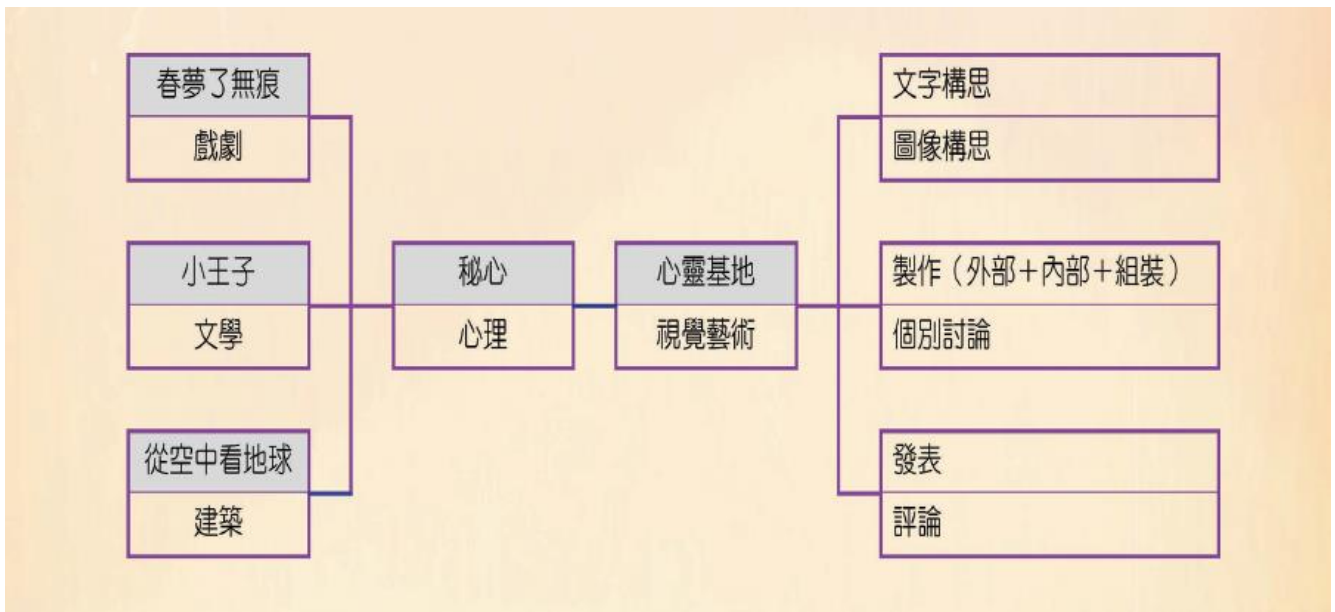 春夢了無痕
戲劇
小王子
文學
從空中看地球
建築
秘心
心理
心靈基地
視覺藝術
文字構思
圖像構思
製作（外部＋內部＋組裝）
個別討論
發表
評論